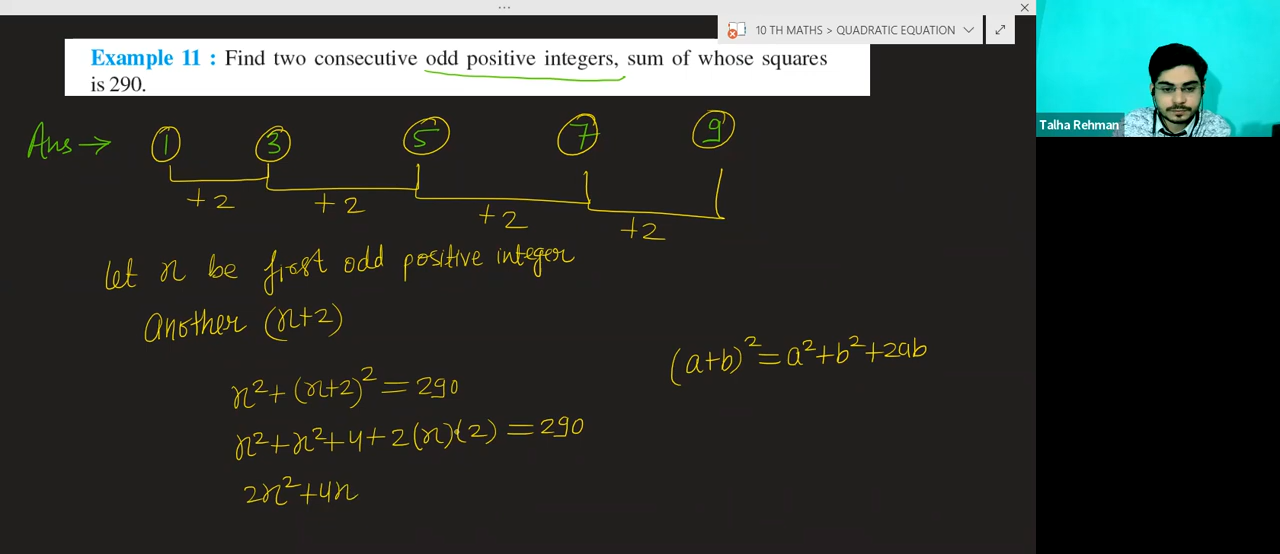 10 TH MATHS > QUADRATIC EQUATION
Example 11 : Find two consecutive odd positive integers, sum of whose squares
is 290.
Talha Rehman
Ans → 1 3 5 7 9
+2 +2 +2 +2
let x be first odd positive integer
another (x+2)
(a+b)² = a²+b²+2ab
x²+(x+2)² = 290
x²+x²+4+2(x)(2) = 290
2x²+4x